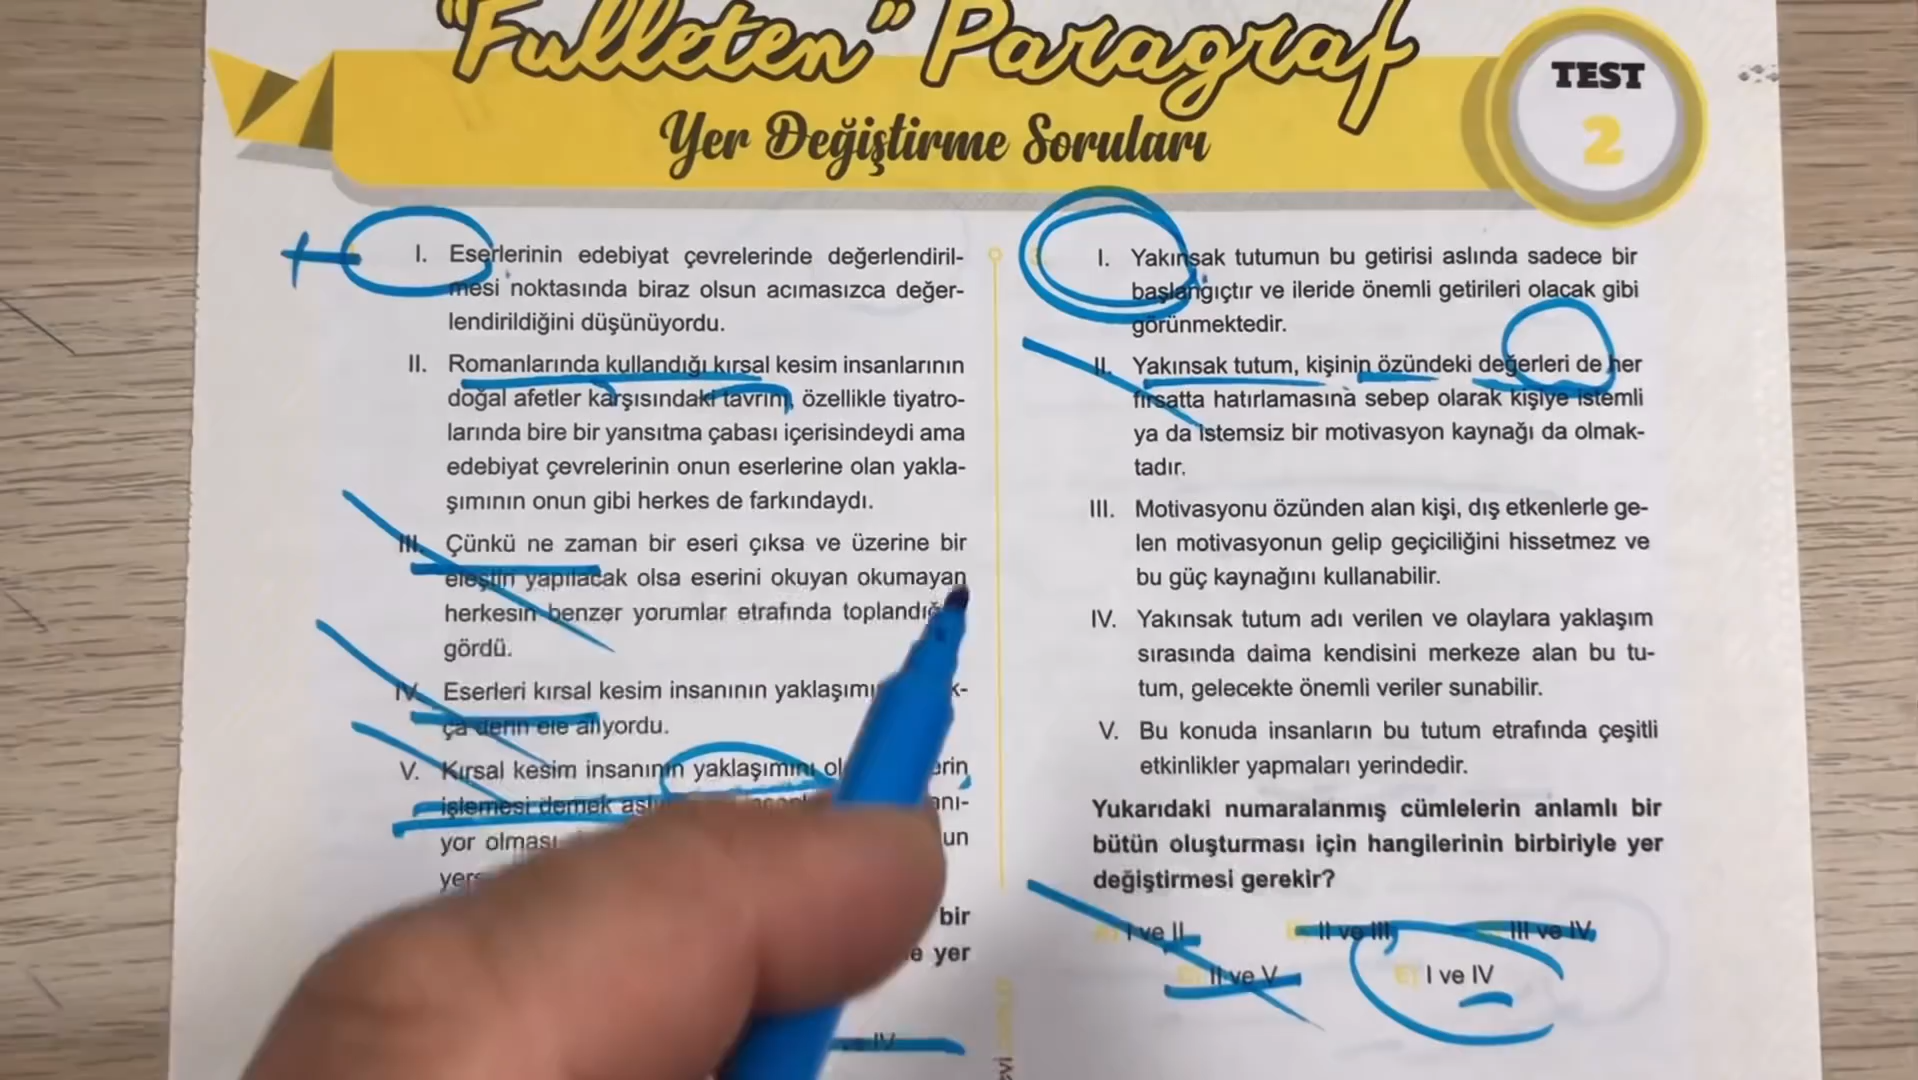 "Fulleten" Paragraf
Yer Değiştirme Soruları
TEST
2
I. Eserlerinin edebiyat çevrelerinde değerlendiril-
mesi noktasında biraz olsun acımasızca değer-
lendirildiğini düşünüyordu.
II. Romanlarında kullandığı kırsal kesim insanlarının
doğal afetler karşısındaki tavrını, özellikle tiyatro-
larında bire bir yansıtma çabası içerisindeydi ama
edebiyat çevrelerinin onun eserlerine olan yakla-
şımının onun gibi herkes de farkındaydı.
III. Çünkü ne zaman bir eseri çıksa ve üzerine bir
eleştiri yapılacak olsa eserini okuyan okumayan
herkesin benzer yorumlar etrafında
gördü.
IV. Eserleri kırsal kesim insanının
ça derin ele alıyordu.
V. Kırsal kesim insanının yaklaşımını
işlemesi demek
yor olması
un
bir
e yer
IV
I. Yakınsak tutumun bu getirisi aslında sadece bir
başlangıçtır ve ileride önemli getirileri olacak gibi
görünmektedir.
II. Yakınsak tutum, kişinin özündeki değerleri de her
fırsatta hatırlamasına sebep olarak kişiye istemli
ya da istemsiz bir motivasyon kaynağı da olmak-
tadır.
III. Motivasyonu özünden alan kişi, dış etkenlerle ge-
len motivasyonun gelip geçiciliğini hissetmez ve
bu güç kaynağını kullanabilir.
IV. Yakınsak tutum adı verilen ve olaylara yaklaşım
sırasında daima kendisini merkeze alan bu tu-
tum, gelecekte önemli veriler sunabilir.
V. Bu konuda insanların bu tutum etrafında çeşitli
etkinlikler yapmaları yerindedir.
Yukarıdaki numaralanmış cümlelerin anlamlı bir
bütün oluşturması için hangilerinin birbiriyle yer
değiştirmesi gerekir?
A) I ve II B) II ve III C) III ve IV
D) II ve V E) I ve IV